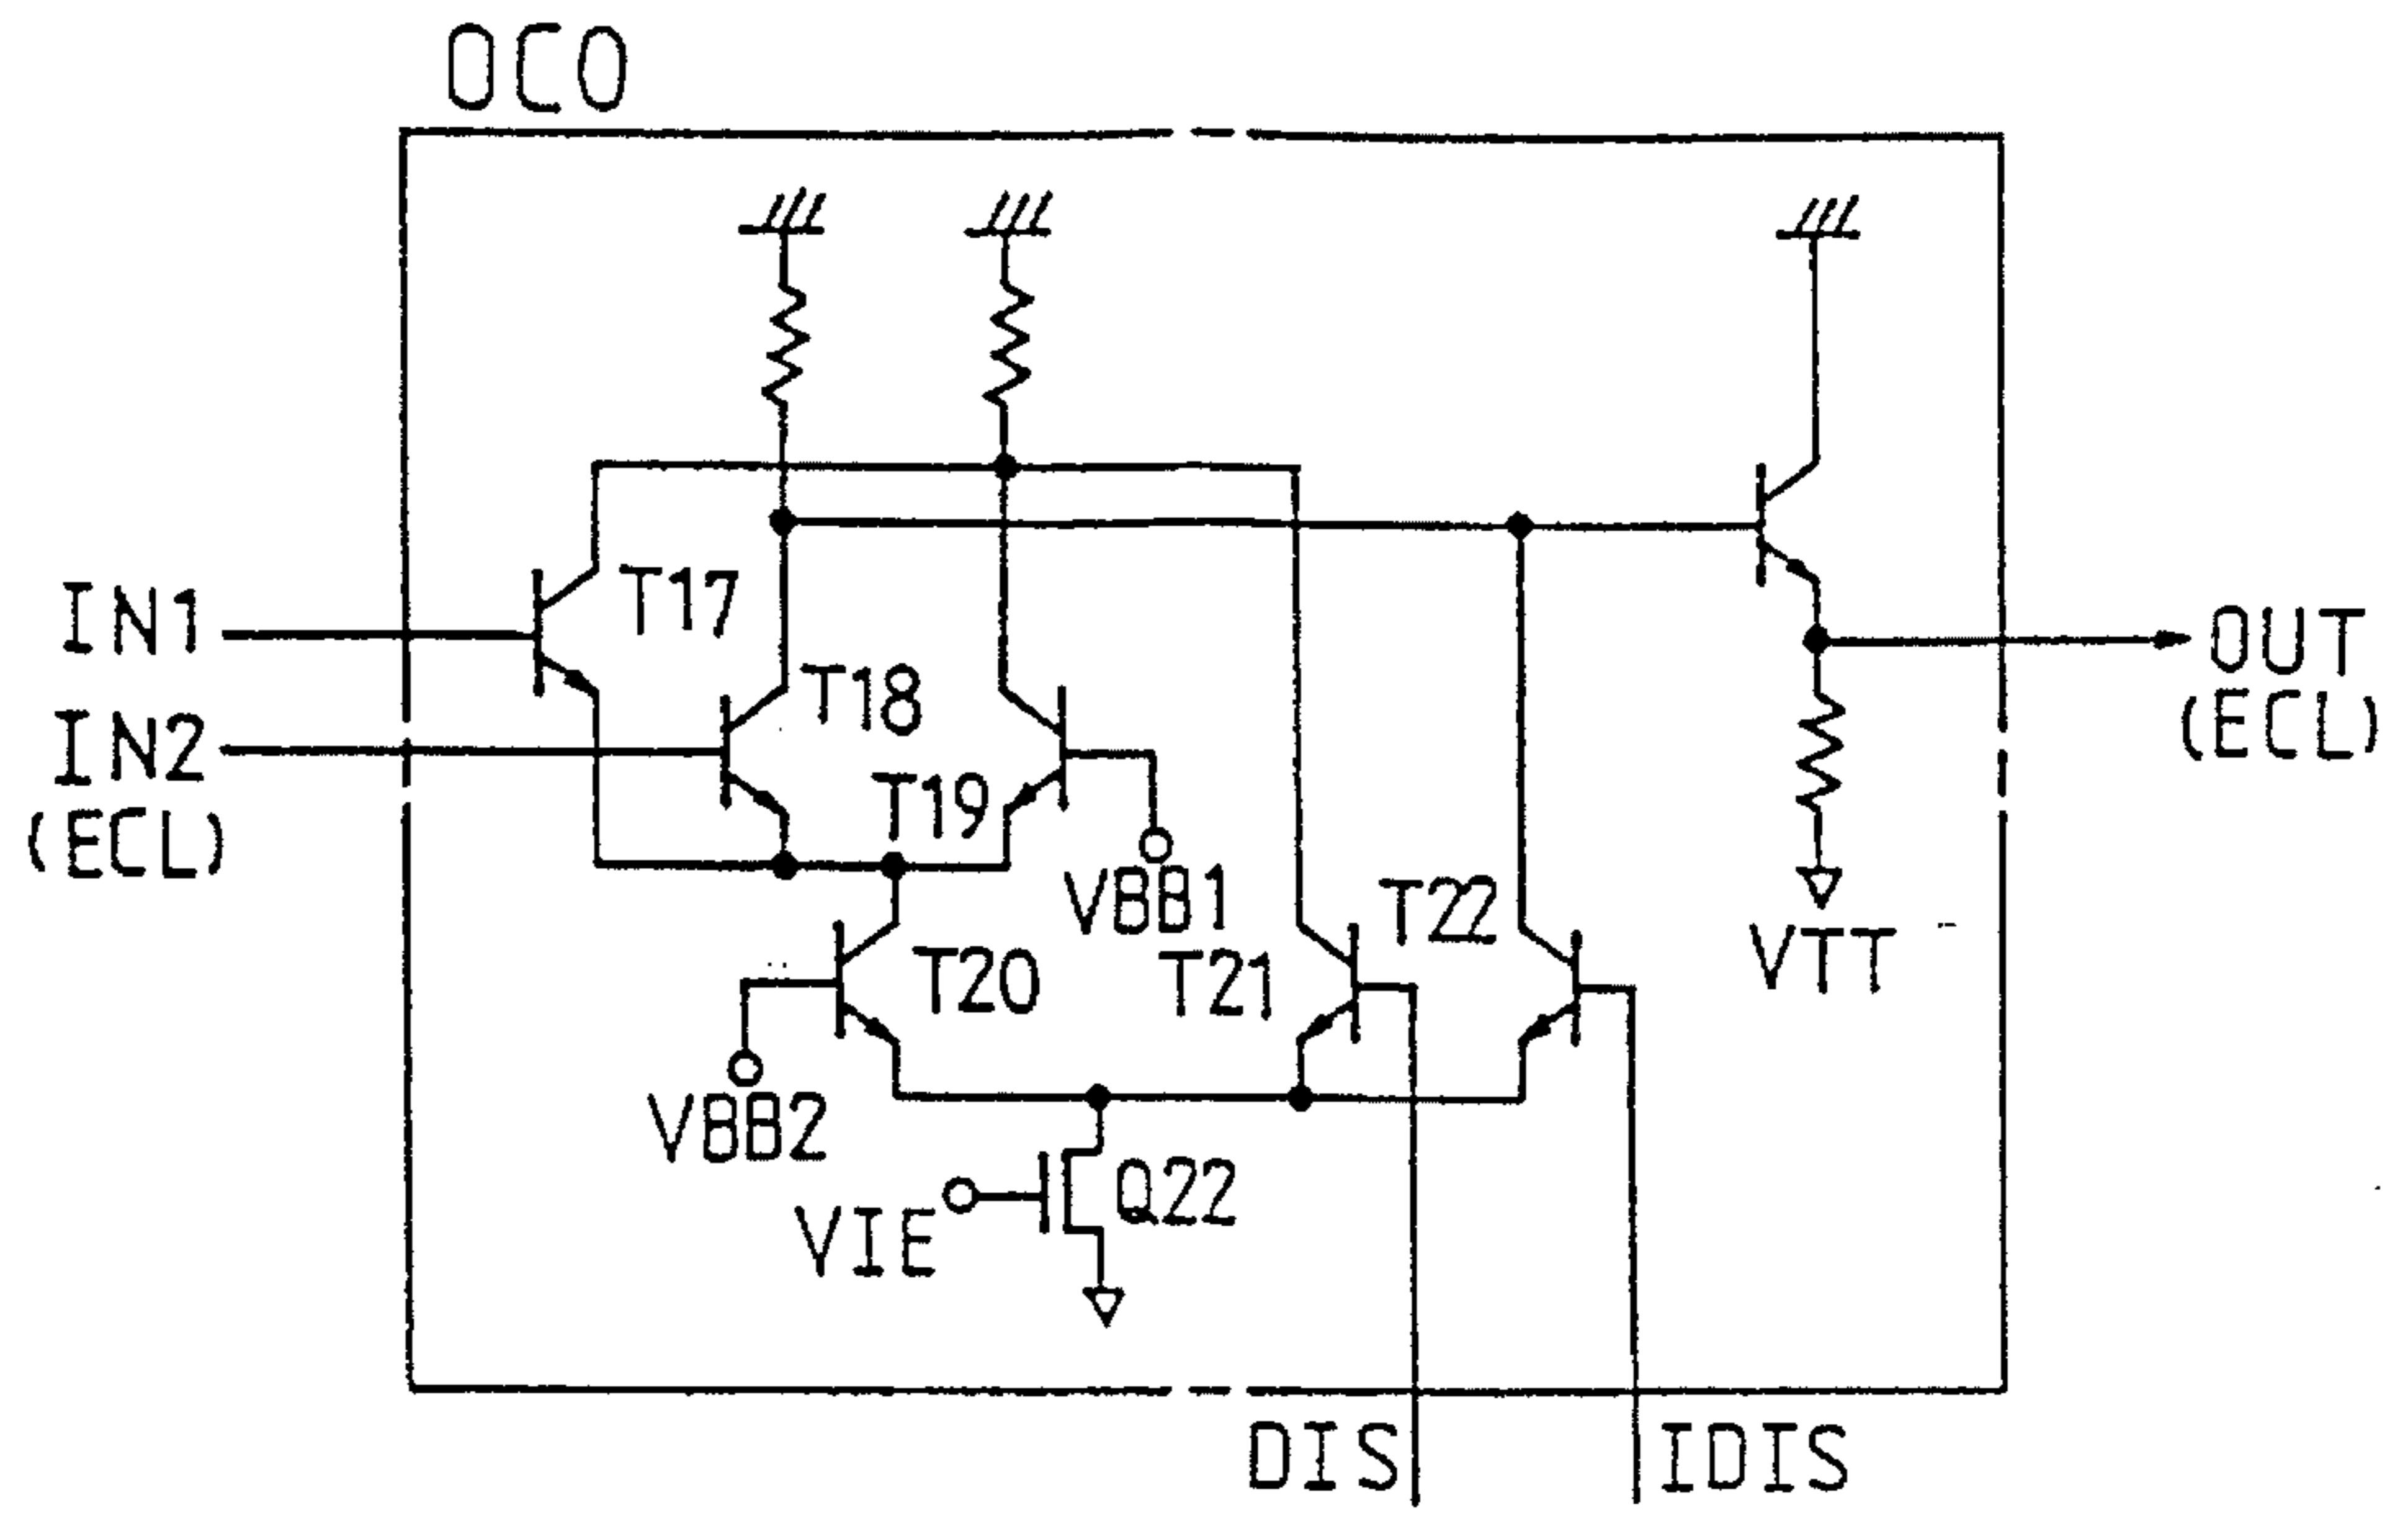 OCO
IN1
IN2
(ECL)
T17
T18
T19
VBB1
T20
VBB2
T21
T22
VIE
Q22
OUT
(ECL)
VTT
DIS
IDIS